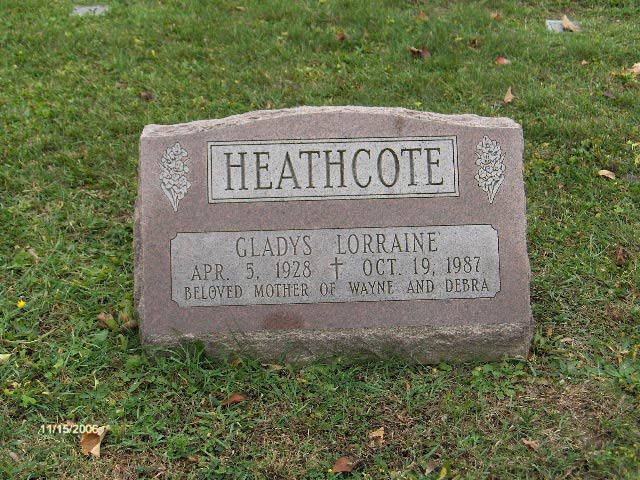 HEATHCOTE
GLADYS LORRAINE
APR. 5, 1928 † OCT. 19, 1987
BELOVED MOTHER OF WAYNE AND DEBRA
11/15/2006